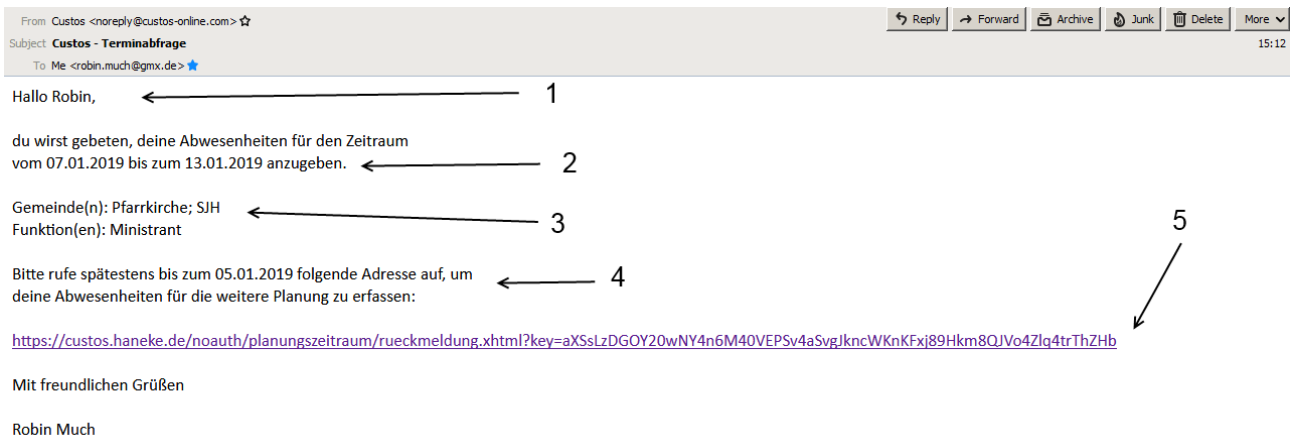 From Custos <noreply@custos-online.com>
Reply Forward Archive Junk Delete More
Subject Custos - Terminabfrage
15:12
To Me <robin.much@gmx.de>
Hallo Robin,
1
du wirst gebeten, deine Abwesenheiten für den Zeitraum
vom 07.01.2019 bis zum 13.01.2019 anzugeben.
2
Gemeinde(n): Pfarrkirche; SJH
Funktion(en): Ministrant
3
5
Bitte rufe spätestens bis zum 05.01.2019 folgende Adresse auf, um
deine Abwesenheiten für die weitere Planung zu erfassen:
4
https://custos.haneke.de/noauth/planungszeitraum/rueckmeldung.xhtml?key=aXSsLzDGOY20wNY4n6M40VEPSv4aSvgJkncWKnKFxj89Hkm8QJVo4Zlq4trThZHb
Mit freundlichen Grüßen
Robin Much